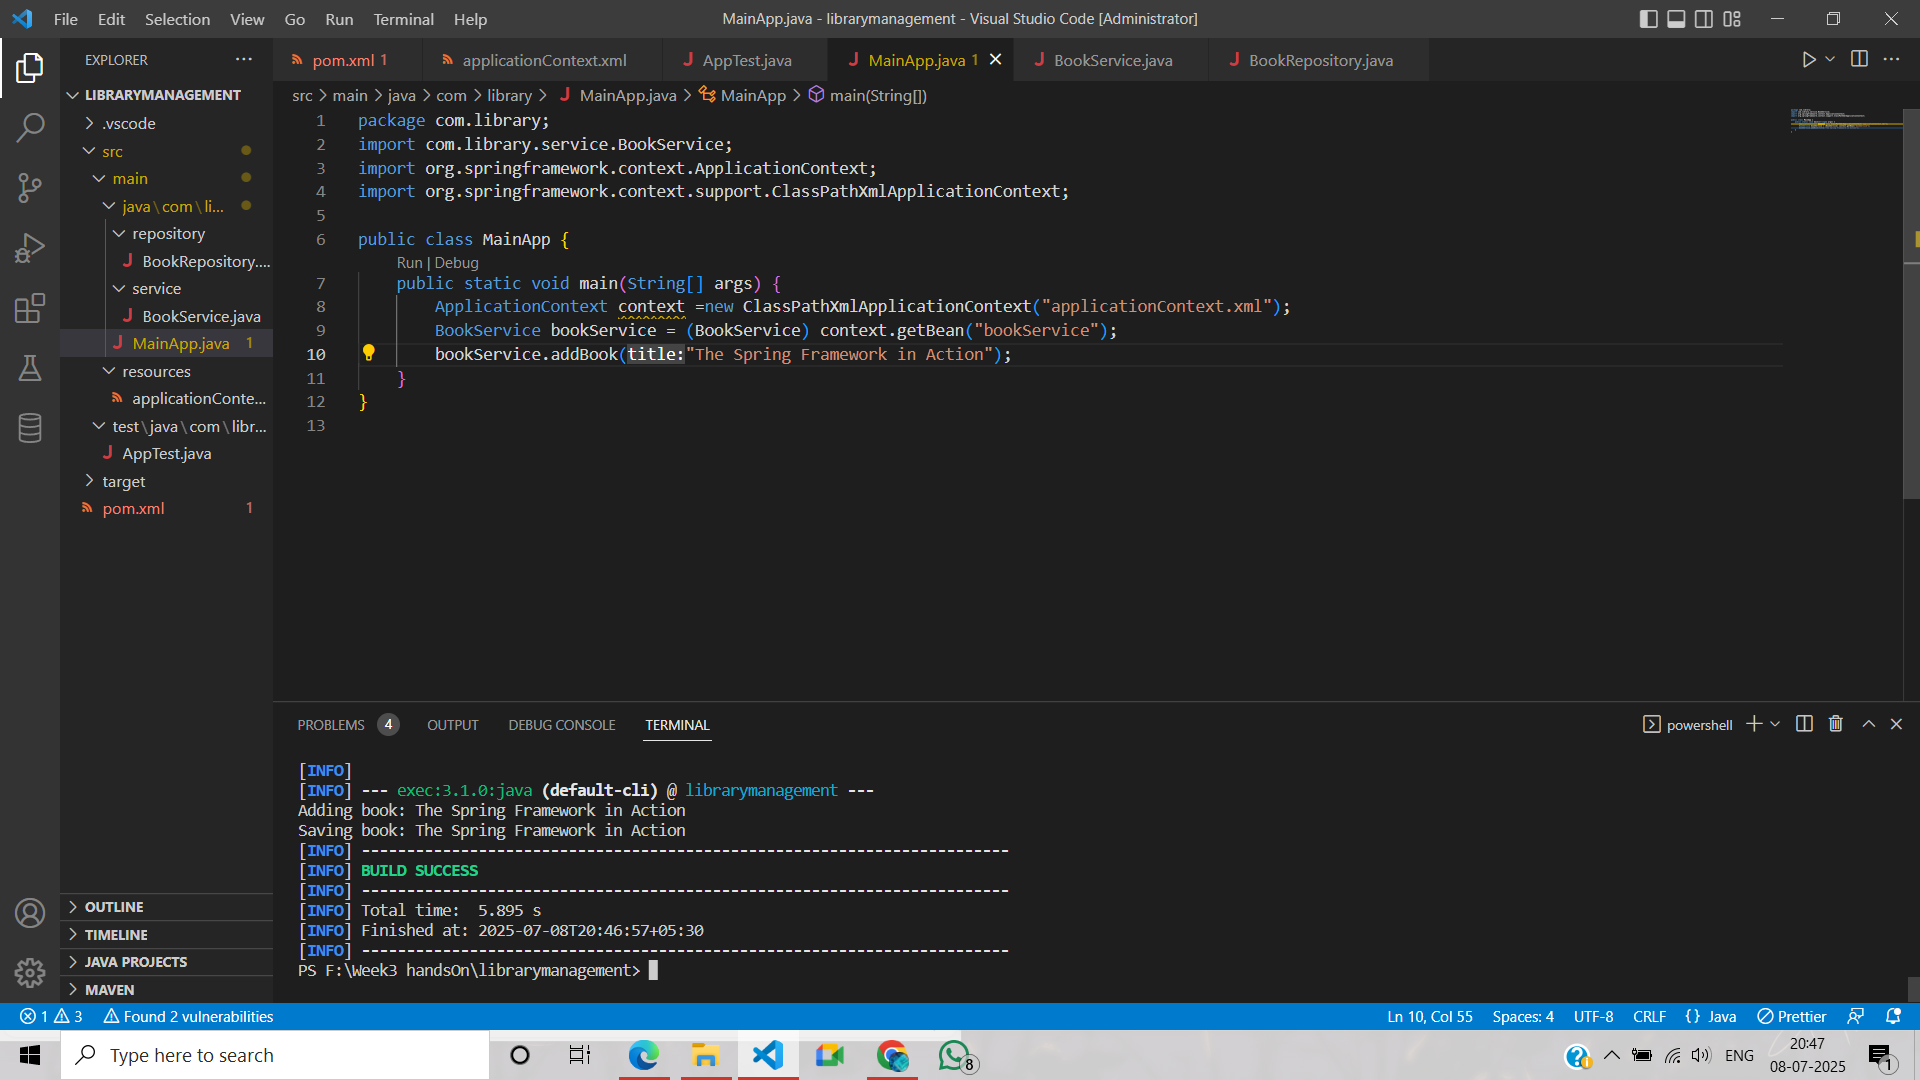 File Edit Selection View Go Run Terminal Help
MainApp.java - librarymanagement - Visual Studio Code [Administrator]
EXPLORER
LIBRARYMANAGEMENT
.vscode
src
main
java\com\li...
repository
BookRepository....
service
BookService.java
MainApp.java 1
resources
applicationConte...
test\java\com\libr...
AppTest.java
target
pom.xml 1
OUTLINE
TIMELINE
JAVA PROJECTS
MAVEN
pom.xml 1 applicationContext.xml AppTest.java MainApp.java 1 BookService.java BookRepository.java
src > main > java > com > library > MainApp.java > MainApp > main(String[])
1 package com.library;
2 import com.library.service.BookService;
3 import org.springframework.context.ApplicationContext;
4 import org.springframework.context.support.ClassPathXmlApplicationContext;
5
6 public class MainApp {
Run | Debug
7 public static void main(String[] args) {
8 ApplicationContext context =new ClassPathXmlApplicationContext("applicationContext.xml");
9 BookService bookService = (BookService) context.getBean("bookService");
10 bookService.addBook(title:"The Spring Framework in Action");
11 }
12 }
13
PROBLEMS 4 OUTPUT DEBUG CONSOLE TERMINAL
powershell
[INFO]
[INFO] --- exec:3.1.0:java (default-cli) @ librarymanagement ---
Adding book: The Spring Framework in Action
Saving book: The Spring Framework in Action
[INFO] ------------------------------------------------------------------------
[INFO] BUILD SUCCESS
[INFO] ------------------------------------------------------------------------
[INFO] Total time:  5.895 s
[INFO] Finished at: 2025-07-08T20:46:57+05:30
[INFO] ------------------------------------------------------------------------
PS F:\Week3 handsOn\librarymanagement>
1 3 Found 2 vulnerabilities
Ln 10, Col 55 Spaces: 4 UTF-8 CRLF {} Java Prettier
Type here to search
8
ENG
20:47
08-07-2025
1